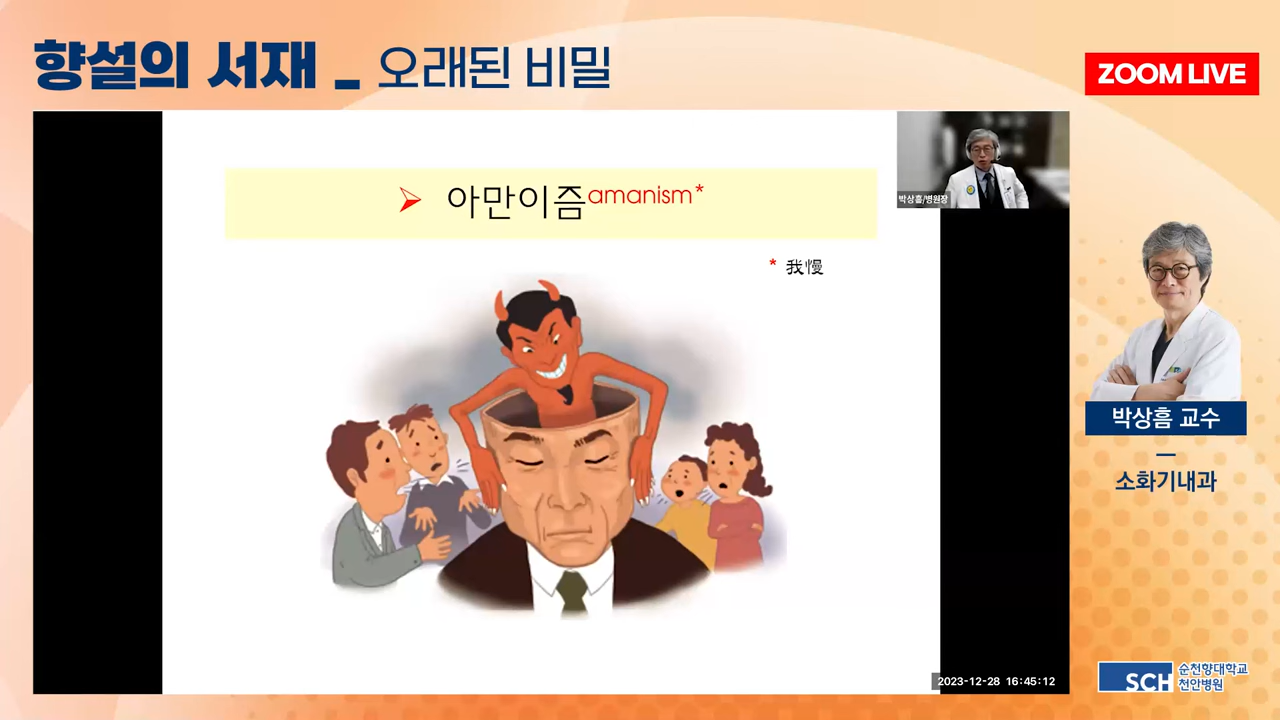 향설의 서재 _ 오래된 비밀
ZOOM LIVE
➢ 아만이즘amanism*
박상흠/병원장
* 我慢
박상흠 교수
소화기내과
2023-12-28 16:45:12
SCH 순천향대학교
천안병원